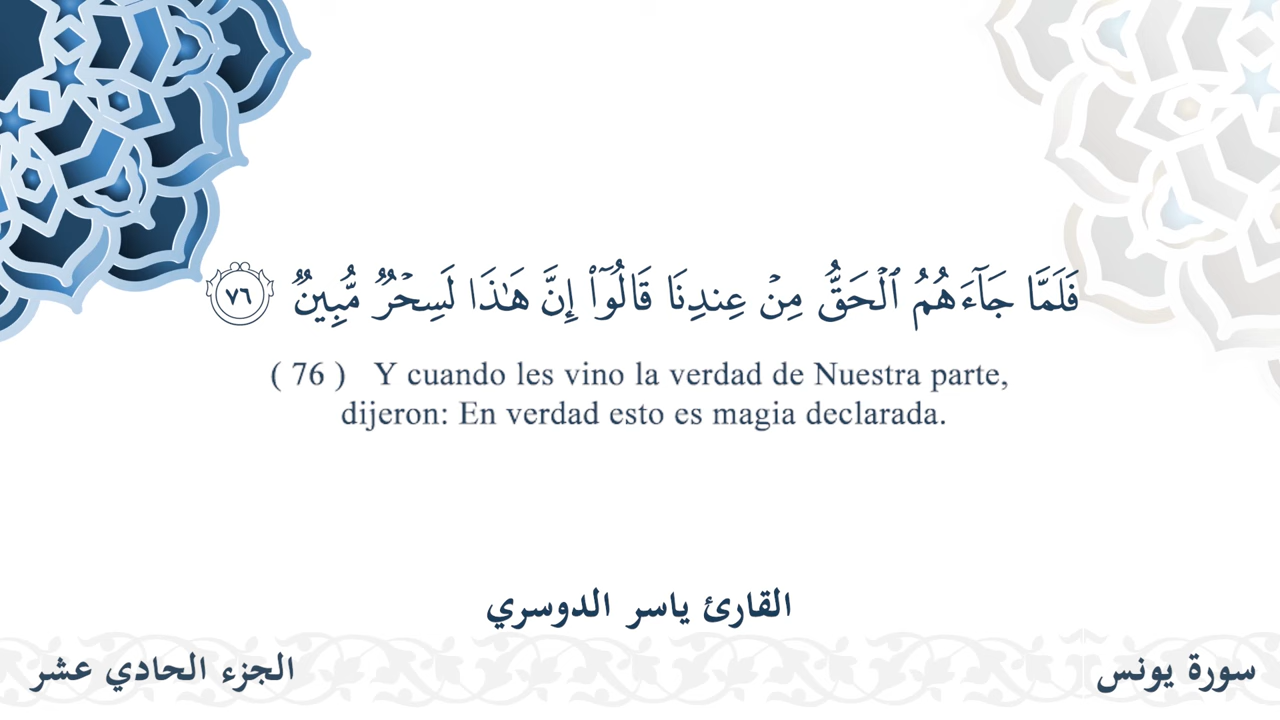 فَلَمَّا جَآءَهُمُ ٱلۡحَقُّ مِنۡ عِندِنَا قَالُوٓاْ إِنَّ هَٰذَا لَسِحۡرٞ مُّبِينٞ ٧٦
( 76 ) Y cuando les vino la verdad de Nuestra parte,
dijeron: En verdad esto es magia declarada.
القارئ ياسر الدوسري
سورة يونس
الجزء الحادي عشر